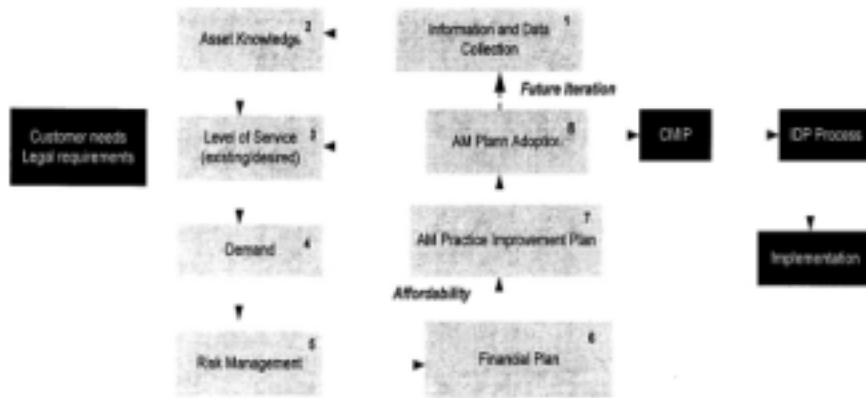 2
Asset Knowledge
1
Information and Data
Collection
Future Iteration
Customer needs
Legal requirements
3
Level of Service
(existing/desired)
8
AM Plann Adoption
CMIP
IDP Process
4
Demand
7
AM Practice Improvement Plan
Implementation
Affordability
5
Risk Management
6
Financial Plan